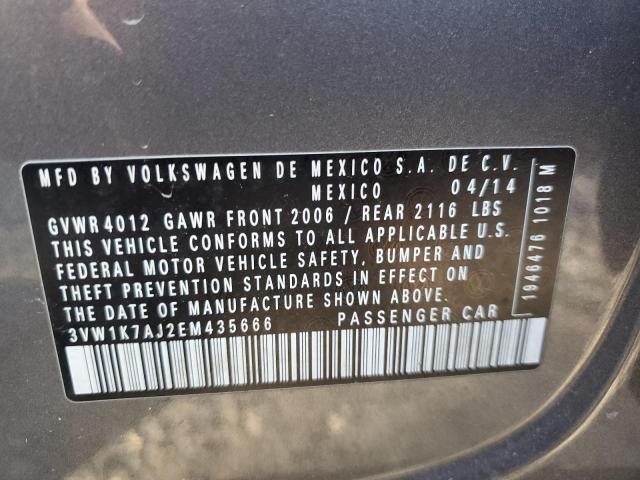 MFD BY VOLKSWAGEN DE MEXICO S.A. DE C.V.
MEXICO 04/14
GVWR 4012 GAWR FRONT 2006 / REAR 2116 LBS
THIS VEHICLE CONFORMS TO ALL APPLICABLE U.S.
FEDERAL MOTOR VEHICLE SAFETY, BUMPER AND
THEFT PREVENTION STANDARDS IN EFFECT ON
THE DATE OF MANUFACTURE SHOWN ABOVE.
3VW1K7AJ2EM435666 PASSENGER CAR
1946476 1018 M